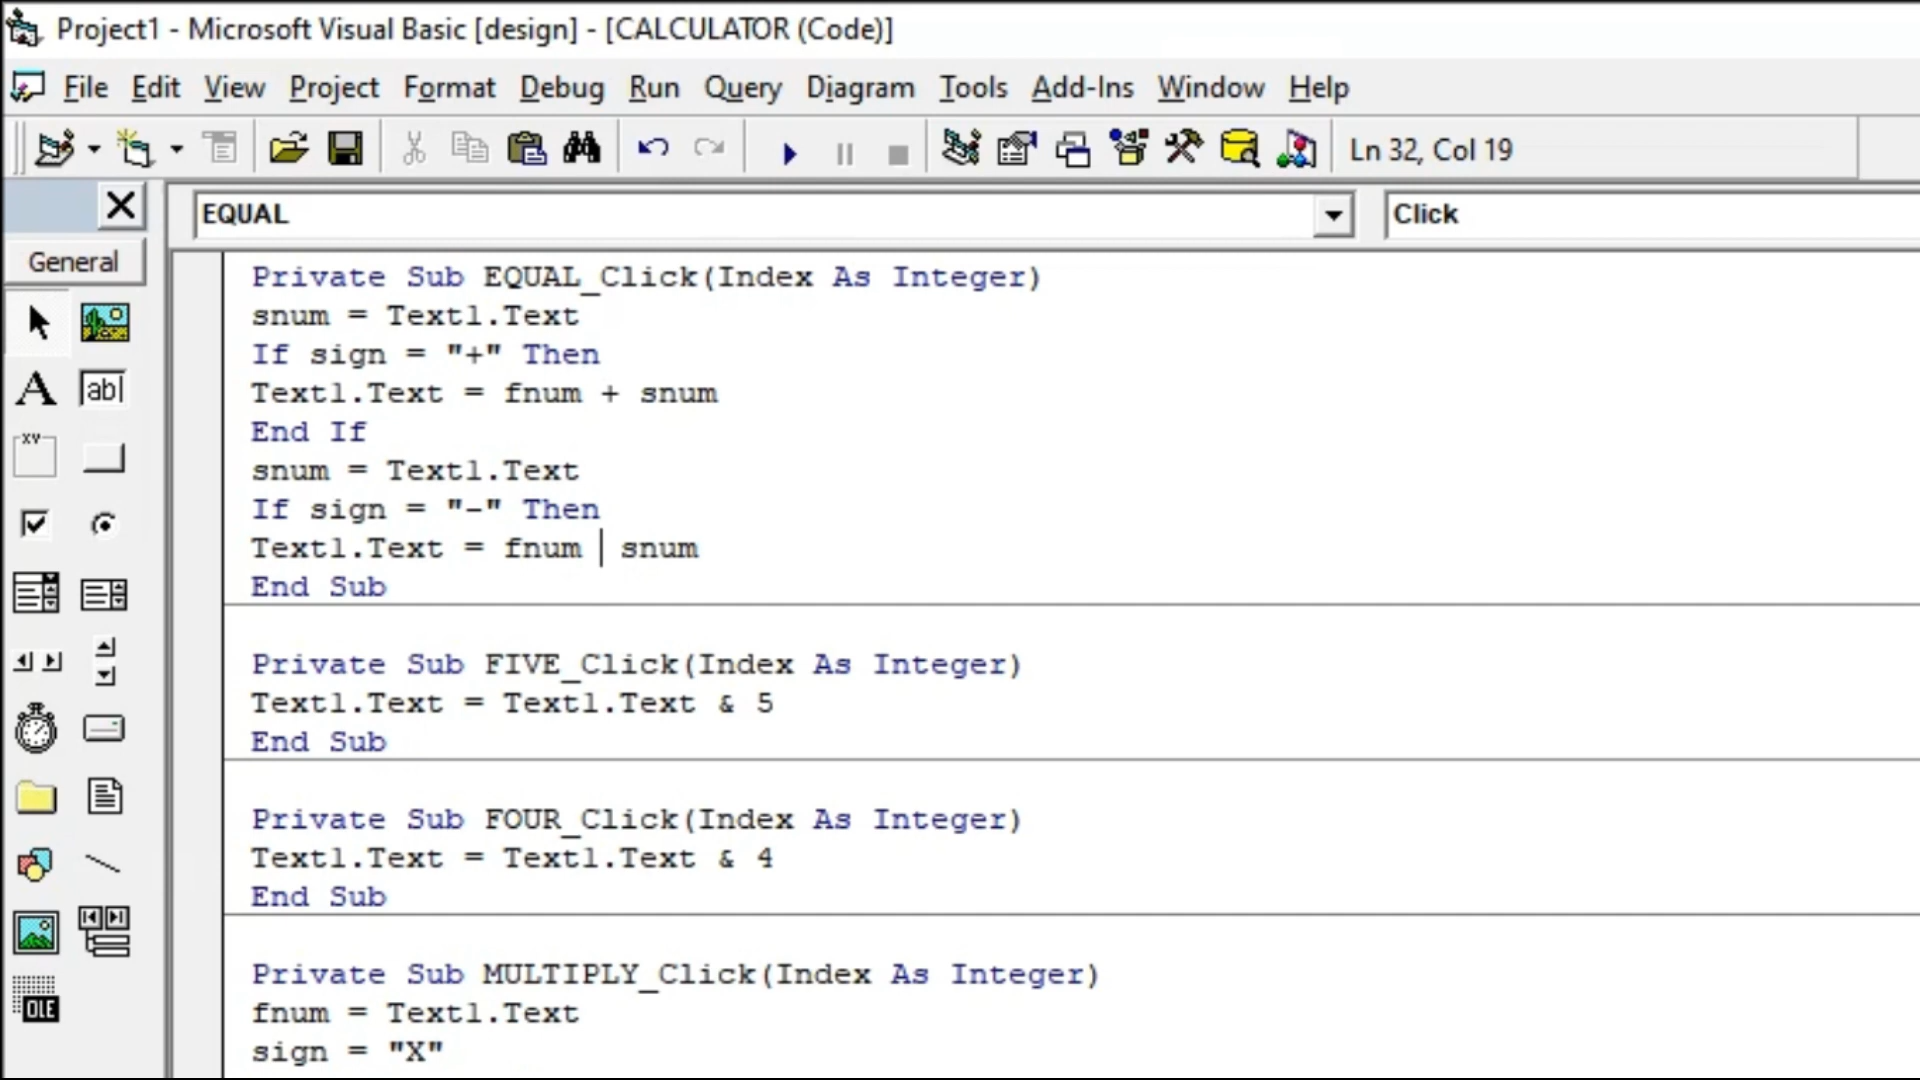 Project1 - Microsoft Visual Basic [design] - [CALCULATOR (Code)]
File Edit View Project Format Debug Run Query Diagram Tools Add-Ins Window Help
Ln 32, Col 19
EQUAL Click
General
A ab|
XY
OLE
Private Sub EQUAL_Click(Index As Integer)
snum = Text1.Text
If sign = "+" Then
Text1.Text = fnum + snum
End If
snum = Text1.Text
If sign = "-" Then
Text1.Text = fnum  snum
End Sub
Private Sub FIVE_Click(Index As Integer)
Text1.Text = Text1.Text & 5
End Sub
Private Sub FOUR_Click(Index As Integer)
Text1.Text = Text1.Text & 4
End Sub
Private Sub MULTIPLY_Click(Index As Integer)
fnum = Text1.Text
sign = "X"